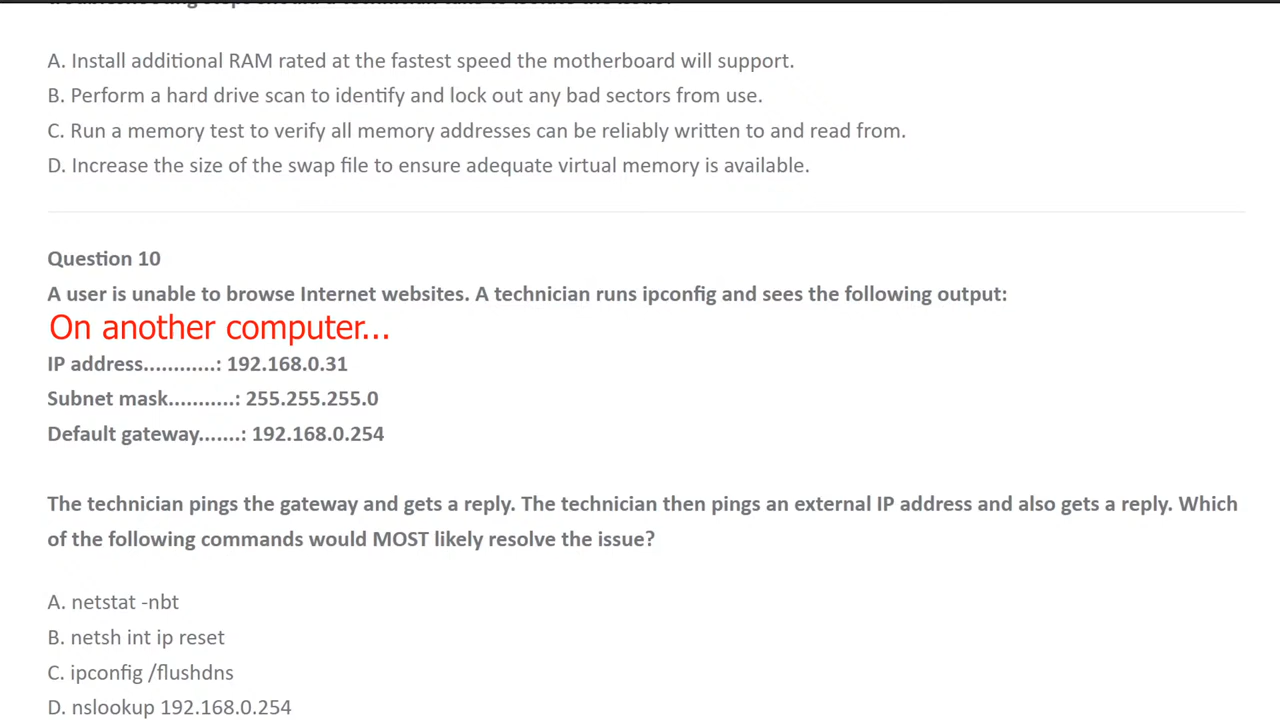 A. Install additional RAM rated at the fastest speed the motherboard will support.
B. Perform a hard drive scan to identify and lock out any bad sectors from use.
C. Run a memory test to verify all memory addresses can be reliably written to and read from.
D. Increase the size of the swap file to ensure adequate virtual memory is available.
Question 10
A user is unable to browse Internet websites. A technician runs ipconfig and sees the following output:
On another computer...
IP address............: 192.168.0.31
Subnet mask...........: 255.255.255.0
Default gateway.......: 192.168.0.254
The technician pings the gateway and gets a reply. The technician then pings an external IP address and also gets a reply. Which
of the following commands would MOST likely resolve the issue?
A. netstat -nbt
B. netsh int ip reset
C. ipconfig /flushdns
D. nslookup 192.168.0.254